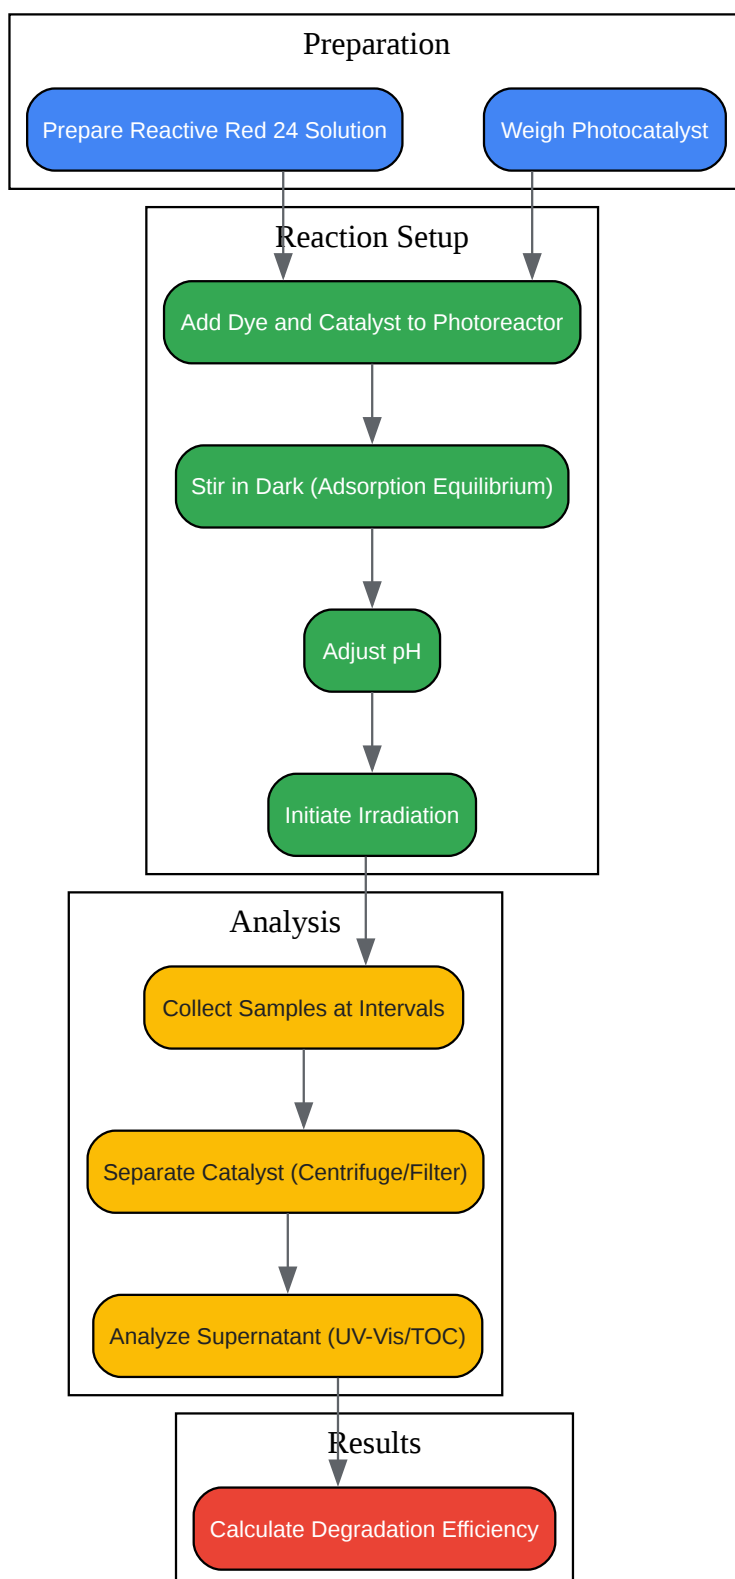 Preparation
Prepare Reactive Red 24 Solution
Weigh Photocatalyst
Reaction Setup
Add Dye and Catalyst to Photoreactor
Stir in Dark (Adsorption Equilibrium)
Adjust pH
Initiate Irradiation
Analysis
Collect Samples at Intervals
Separate Catalyst (Centrifuge/Filter)
Analyze Supernatant (UV-Vis/TOC)
Results
Calculate Degradation Efficiency